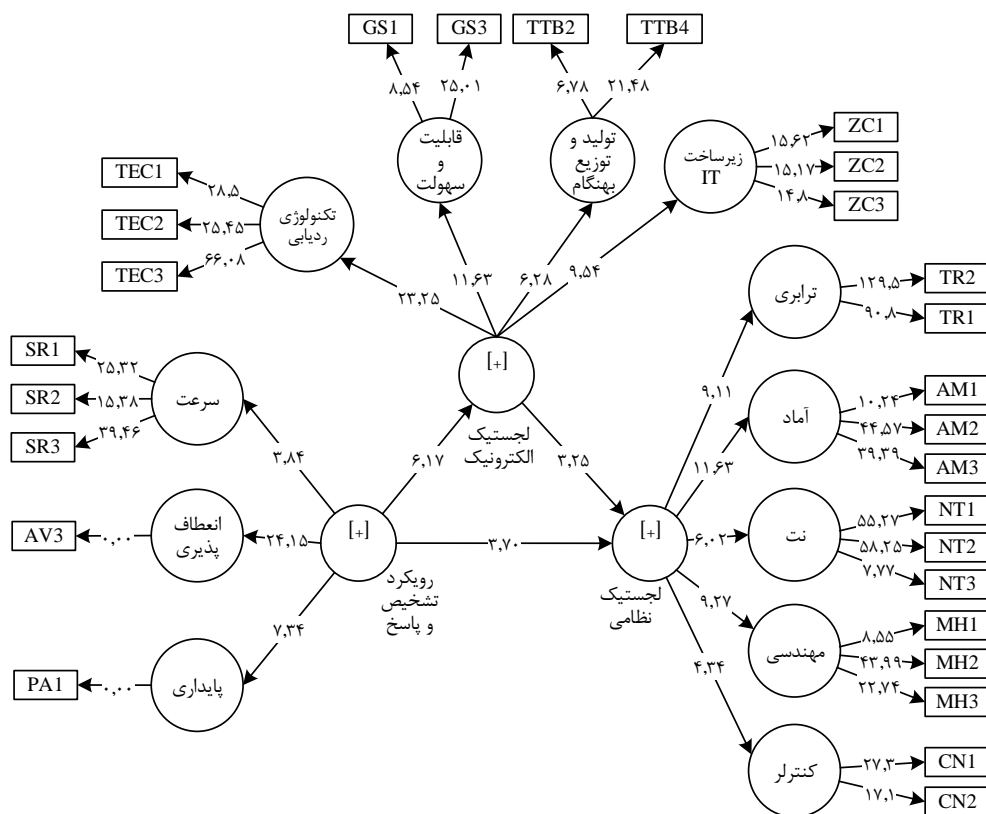 GS1
GS3
TTB2
TTB4
۸٫۵۴
۲۵٫۰۱
۶٫۷۸
۲۱٫۴۸
قابلیت
و
سهولت
تولید و
توزیع
بهنگام
زیرساخت
IT
۱۵٫۶۲
۱۵٫۱۷
۱۴٫۸
ZC1
ZC2
ZC3
TEC1
TEC2
TEC3
۲۸٫۵
۲۵٫۴۵
۶۶٫۰۸
تکنولوژی
ردیابی
۲۳٫۲۵
۱۱٫۶۳
۶٫۲۸
۹٫۵۴
[+]
لجستیک
الکترونیک
ترابری
۱۲۹٫۵
۹۰٫۸
TR2
TR1
SR1
SR2
SR3
۲۵٫۳۲
۱۵٫۳۸
۳۹٫۴۶
سرعت
۳٫۸۴
۶٫۱۷
۳٫۲۵
۹٫۱۱
۱۱٫۶۳
آماد
۱۰٫۲۴
۴۴٫۵۷
۳۹٫۳۹
AM1
AM2
AM3
AV3
۰٫۰۰
انعطاف
پذیری
۲۴٫۱۵
[+]
رویکرد
تشخیص
و پاسخ
۳٫۷۰
[+]
لجستیک
نظامی
۶٫۰۲
نت
۵۵٫۲۷
۵۸٫۲۵
۷٫۷۷
NT1
NT2
NT3
PA1
۰٫۰۰
پایداری
۷٫۳۴
۹٫۲۷
مهندسی
۸٫۵۵
۴۳٫۹۹
۲۲٫۷۴
MH1
MH2
MH3
۴٫۳۴
کنترلر
۲۷٫۳
۱۷٫۱
CN1
CN2